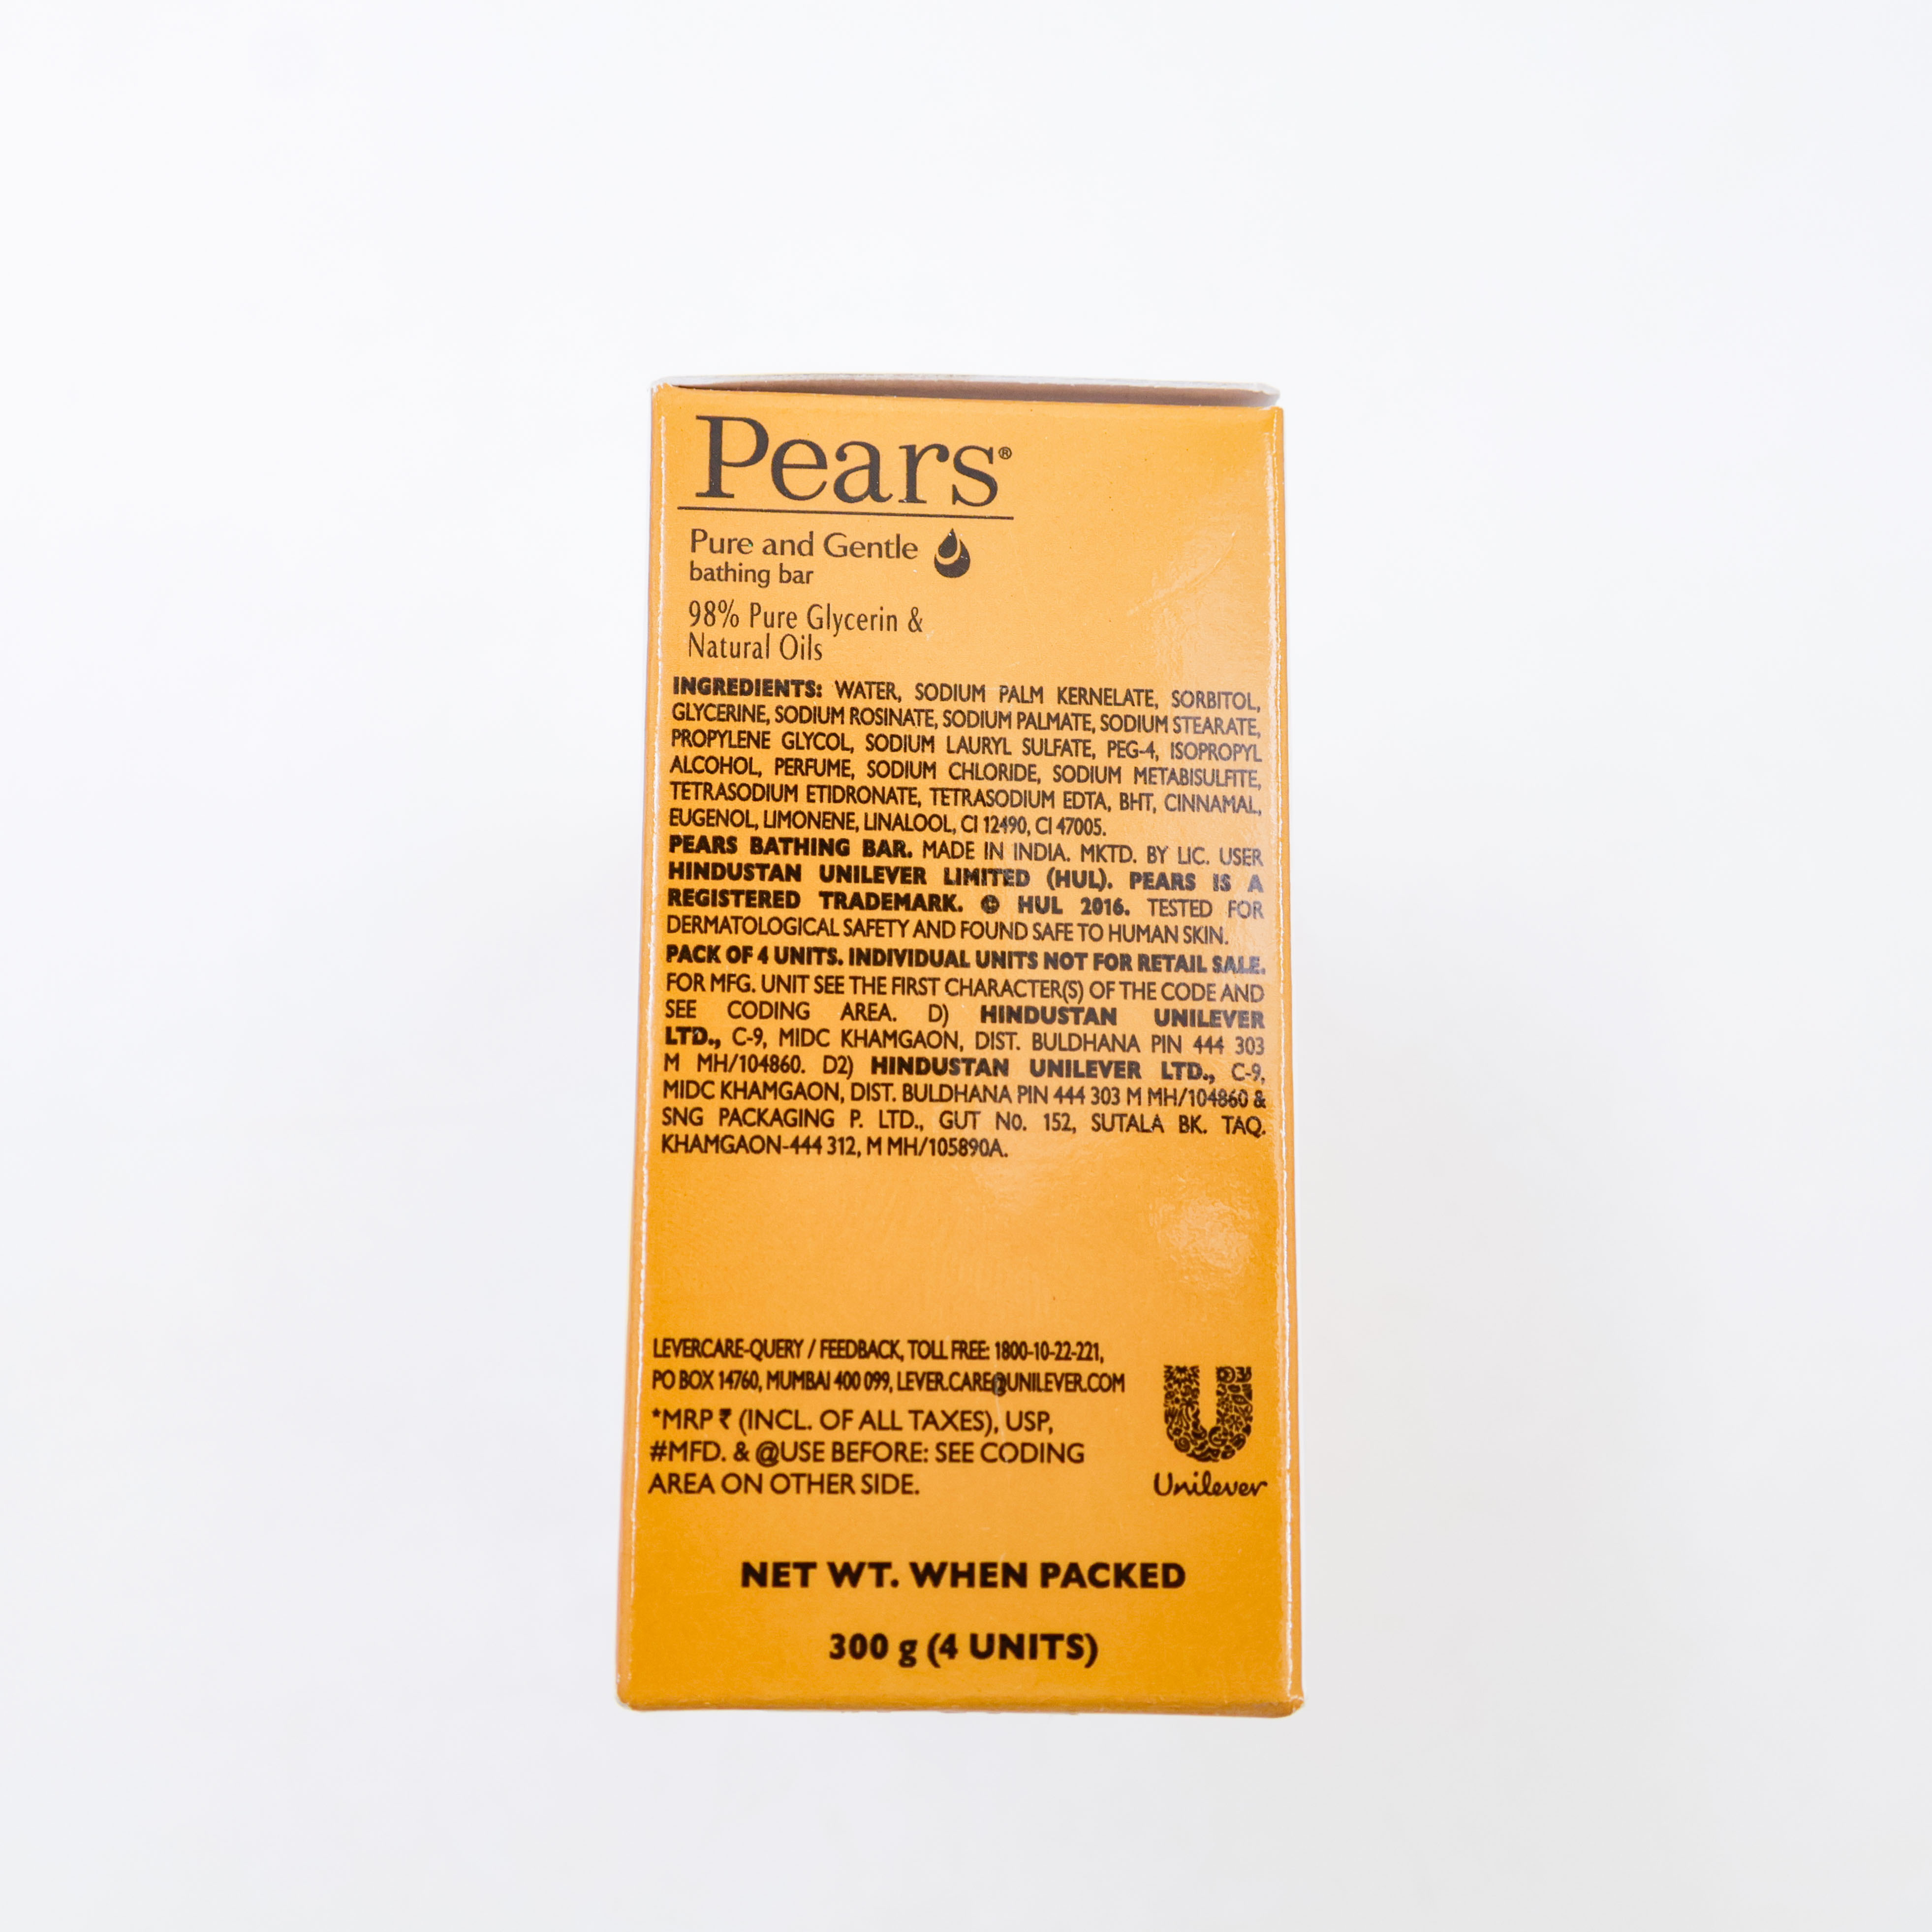 Pears®
Pure and Gentle
bathing bar
98% Pure Glycerin &
Natural Oils
INGREDIENTS: WATER, SODIUM PALM KERNELATE, SORBITOL,
GLYCERINE, SODIUM ROSINATE, SODIUM PALMATE, SODIUM STEARATE,
PROPYLENE GLYCOL, SODIUM LAURYL SULFATE, PEG-4, ISOPROPYL
ALCOHOL, PERFUME, SODIUM CHLORIDE, SODIUM METABISULFITE,
TETRASODIUM ETIDRONATE, TETRASODIUM EDTA, BHT, CINNAMAL,
EUGENOL, LIMONENE, LINALOOL, CI 12490, CI 47005.
PEARS BATHING BAR. MADE IN INDIA. MKTD. BY LIC. USER
HINDUSTAN UNILEVER LIMITED (HUL). PEARS IS A
REGISTERED TRADEMARK. © HUL 2016. TESTED FOR
DERMATOLOGICAL SAFETY AND FOUND SAFE TO HUMAN SKIN.
PACK OF 4 UNITS. INDIVIDUAL UNITS NOT FOR RETAIL SALE.
FOR MFG. UNIT SEE THE FIRST CHARACTER(S) OF THE CODE AND
SEE CODING AREA. D) HINDUSTAN UNILEVER
LTD., C-9, MIDC KHAMGAON, DIST. BULDHANA PIN 444 303
M MH/104860. D2) HINDUSTAN UNILEVER LTD., C-9,
MIDC KHAMGAON, DIST. BULDHANA PIN 444 303 M MH/104860 &
SNG PACKAGING P. LTD., GUT No. 152, SUTALA BK. TAQ.
KHAMGAON-444 312, M MH/105890A.
LEVERCARE-QUERY / FEEDBACK, TOLL FREE: 1800-10-22-221,
PO BOX 14760, MUMBAI 400 099, LEVER.CARE@UNILEVER.COM
*MRP ₹ (INCL. OF ALL TAXES), USP,
#MFD. & @USE BEFORE: SEE CODING
AREA ON OTHER SIDE.
Unilever
NET WT. WHEN PACKED
300 g (4 UNITS)